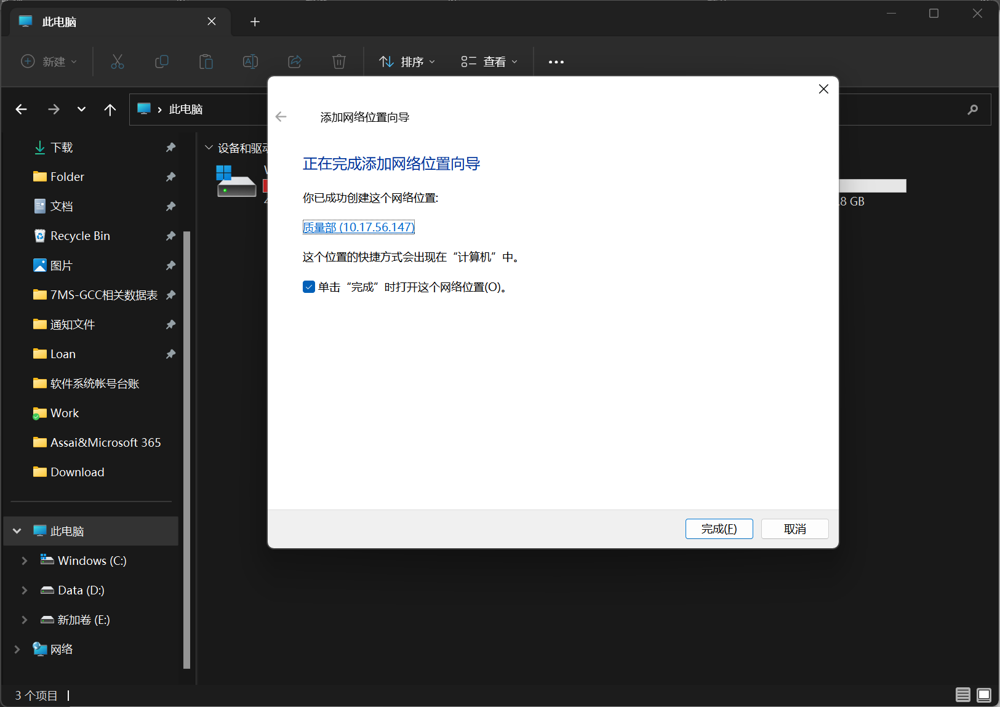 此电脑
新建
排序
查看
此电脑
下载
Folder
文档
Recycle Bin
图片
7MS-GCC相关数据表
通知文件
Loan
软件系统帐号台账
Work
Assai&Microsoft 365
Download
此电脑
Windows (C:)
Data (D:)
新加卷 (E:)
网络
设备和驱动
8 GB
添加网络位置向导
正在完成添加网络位置向导
你已成功创建这个网络位置:
质量部 (10.17.56.147)
这个位置的快捷方式会出现在“计算机”中。
单击“完成”时打开这个网络位置(O)。
完成(F)
取消
3 个项目